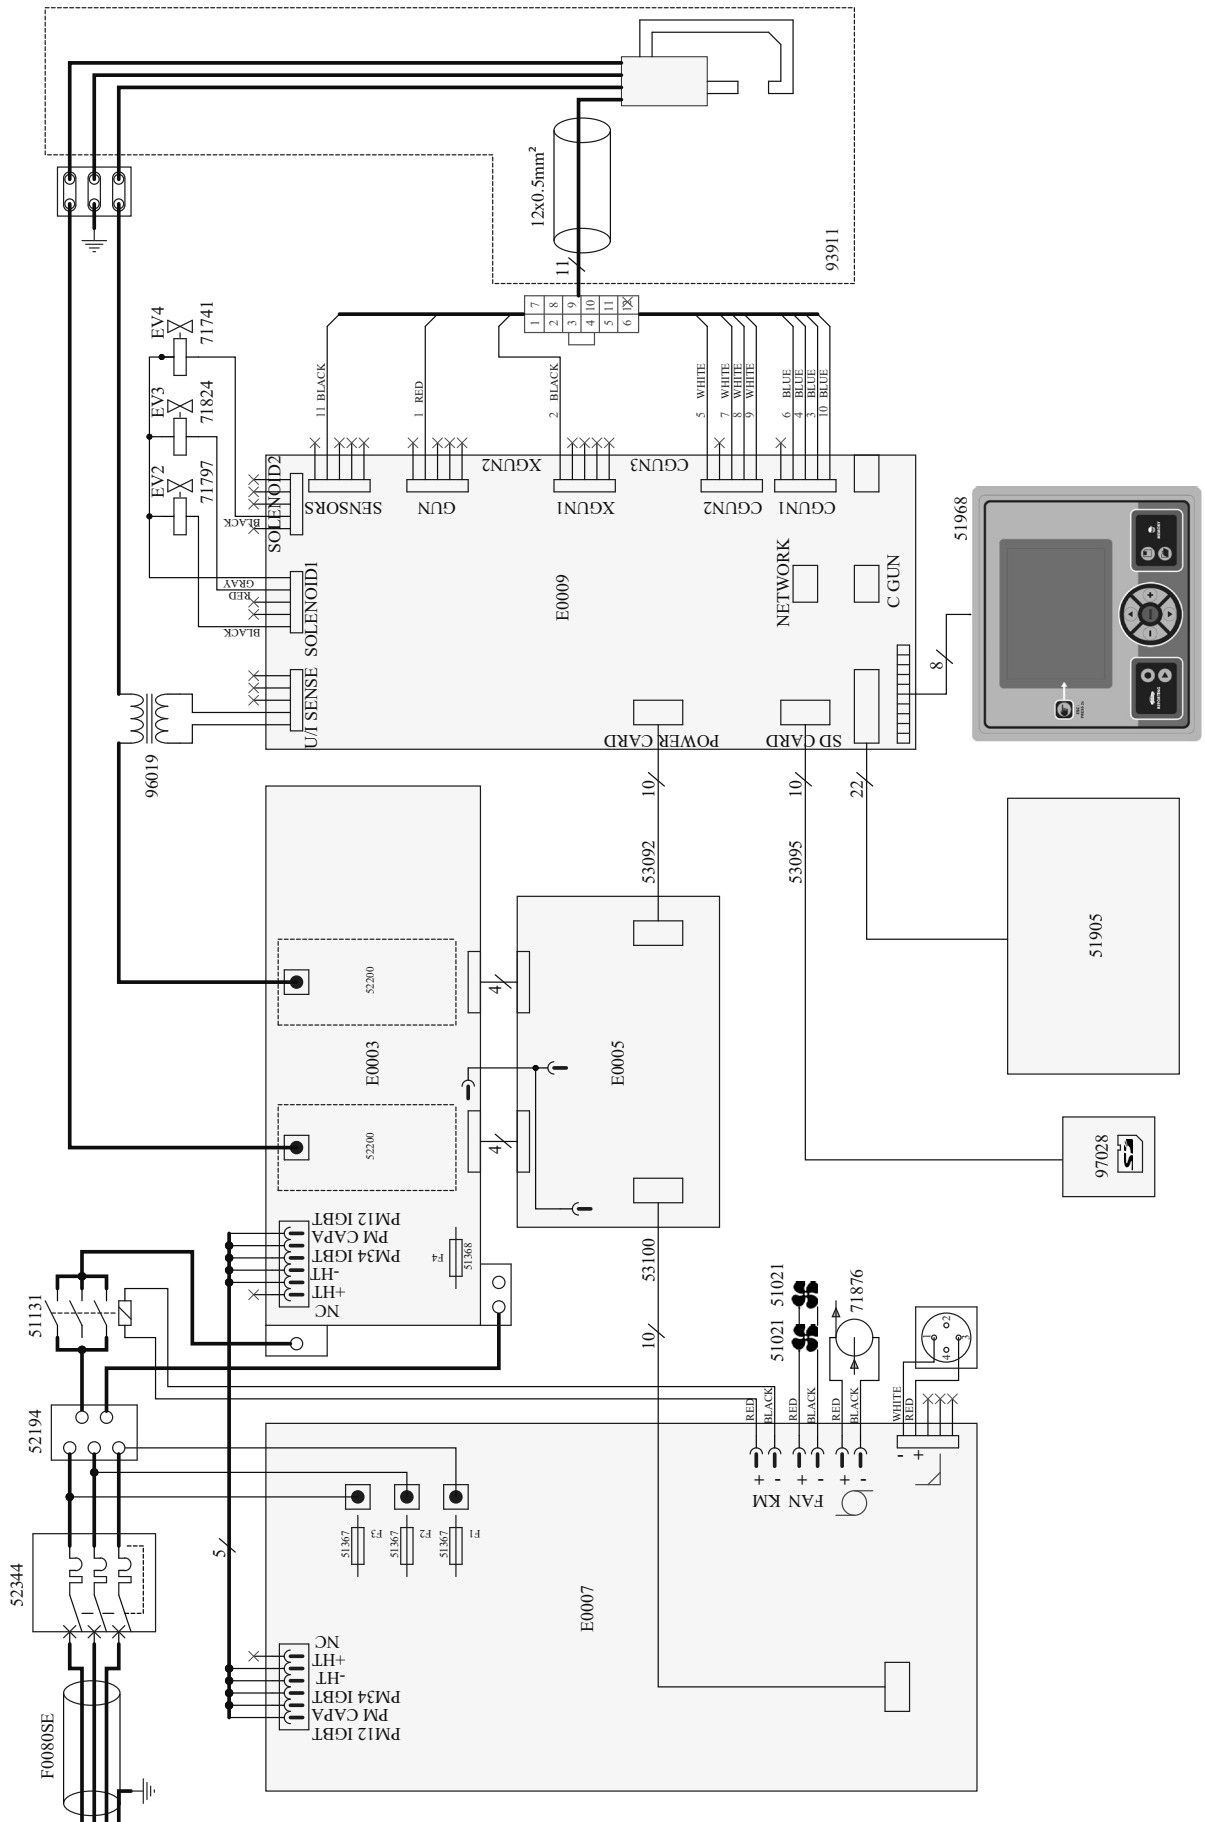 12x0.5mm²
11
93911
EV4
71741
EV3
71824
EV2
71797
1 7
2 8
3 9
4 10
5 11
6 12
11 BLACK
1 RED
2 BLACK
5 WHITE
7 WHITE
8 WHITE
9 WHITE
6 BLUE
4 BLUE
3 BLUE
10 BLUE
BLACK
SOLENOID2
SENSORS
GUN
XGUN2
XGUN1
CGUN3
CGUN2
CGUN1
GRAY
RED
BLACK
SOLENOID1
U/I SENSE
E0009
NETWORK
C GUN
POWER CARD
SD CARD
8
51968
REPORTING
MEMORY
96019
10
53092
10
53095
22
51905
97028
52200
E0003
52200
4
4
E0005
PM12 IGBT
PM CAPA
PM34 IGBT
-HT
+HT
NC
F4
51368
53100
10
51131
52194
52344
F0080SE
5
51021
51021
71876
1
2
3
4
RED
BLACK
RED
BLACK
RED
BLACK
WHITE
RED
+
-
KM
+
-
FAN
+
-
-
+
51367
F3
51367
F2
51367
F1
E0007
NC
+HT
-HT
PM34 IGBT
PM CAPA
PM12 IGBT